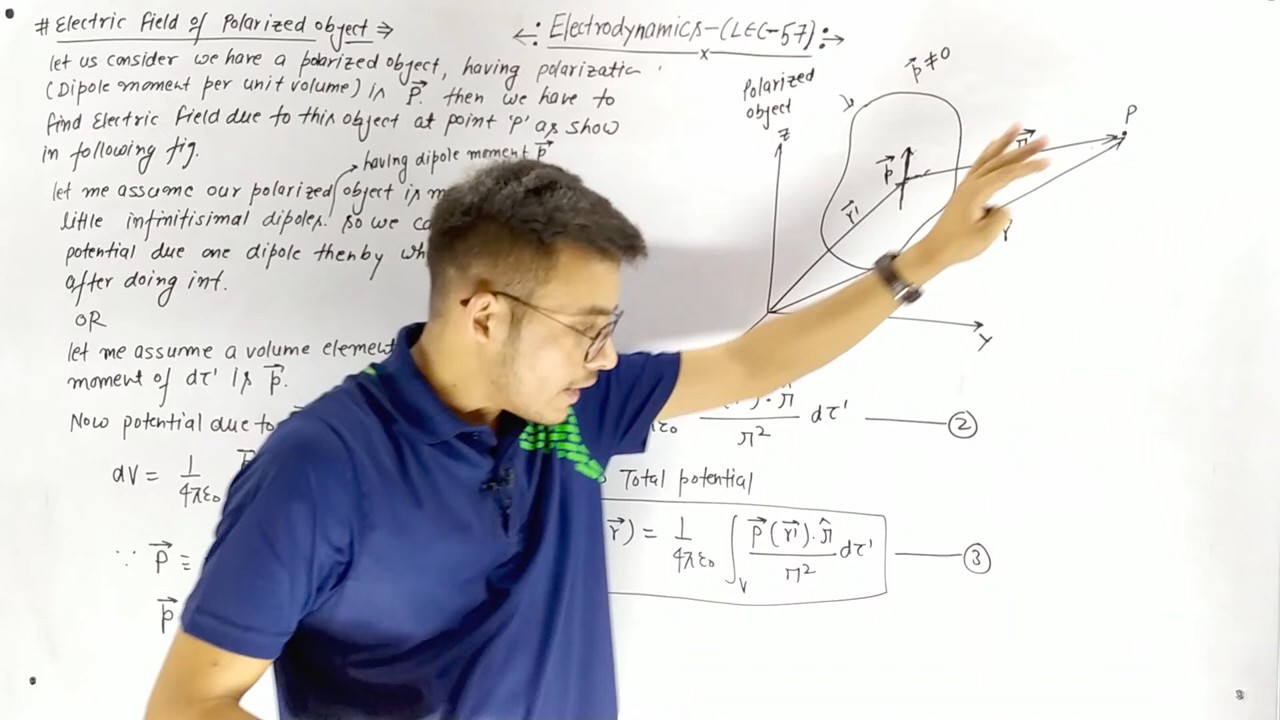 # Electric field of Polarized object ⇒
<÷ Electrodynamics-(LEC-57) ÷>
x
let us consider we have a polarized object, having polarizatic
(Dipole moment per unit volume) is P⃗. then we have to
find Electric field due to this object at point 'P' as show
in following fig.
having dipole moment p⃗
let me assume our polarized object is m
little infinitisimal dipoles. so we ca
potential due one dipole thenby wh
after doing int.
OR
let me assume a volume element
moment of dτ' is p⃗.
Now potential due to
dV = 1/4πε₀
∵ P⃗ =
p⃗
Polarized
object
p⃗ ≠ 0
P
z
p⃗
r⃗'
r
y
dτ' ② 
Total potential
r⃗) = 1/4πε₀ ∫_V P⃗(r⃗')·r̂/r² dτ' ③